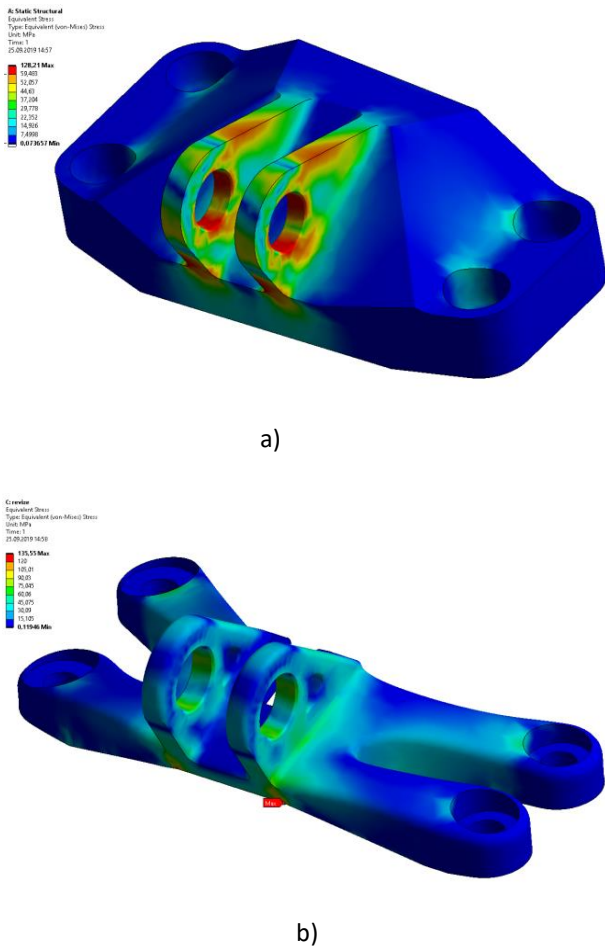 A: Static Structural
Equivalent Stress
Type: Equivalent (von-Mises) Stress
Unit: MPa
Time: 1
25.09.2019 14:57
128,21 Max
59,483
52,057
44,63
37,204
29,778
22,352
14,926
7,4998
0,073657 Min
a)
C: revize
Equivalent Stress
Type: Equivalent (von-Mises) Stress
Unit: MPa
Time: 1
25.09.2019 14:58
135,55 Max
120
105,01
90,03
75,045
60,06
45,075
30,09
15,105
0,11946 Min
Max
b)